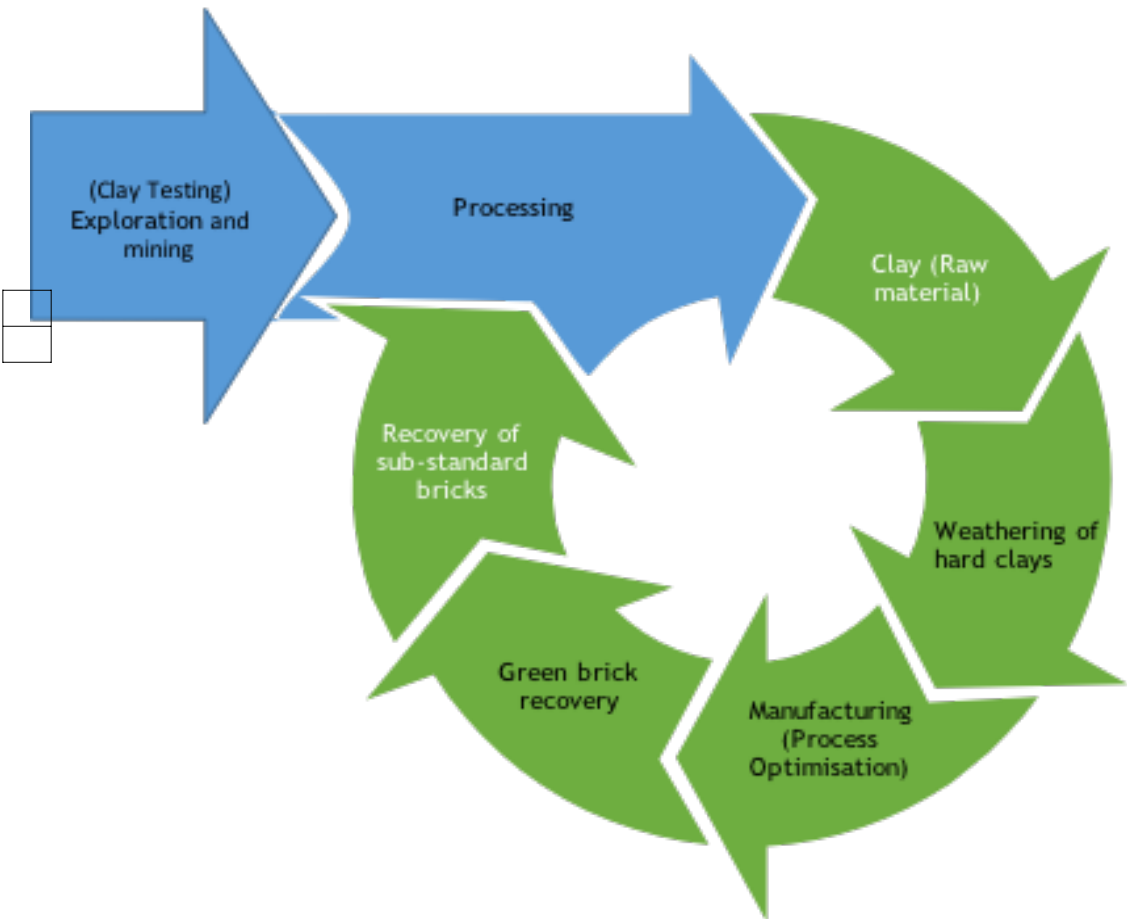 (Clay Testing)
Exploration and
mining
Processing
Clay (Raw
material)
Weathering of
hard clays
Manufacturing
(Process
Optimisation)
Green brick
recovery
Recovery of
sub-standard
bricks